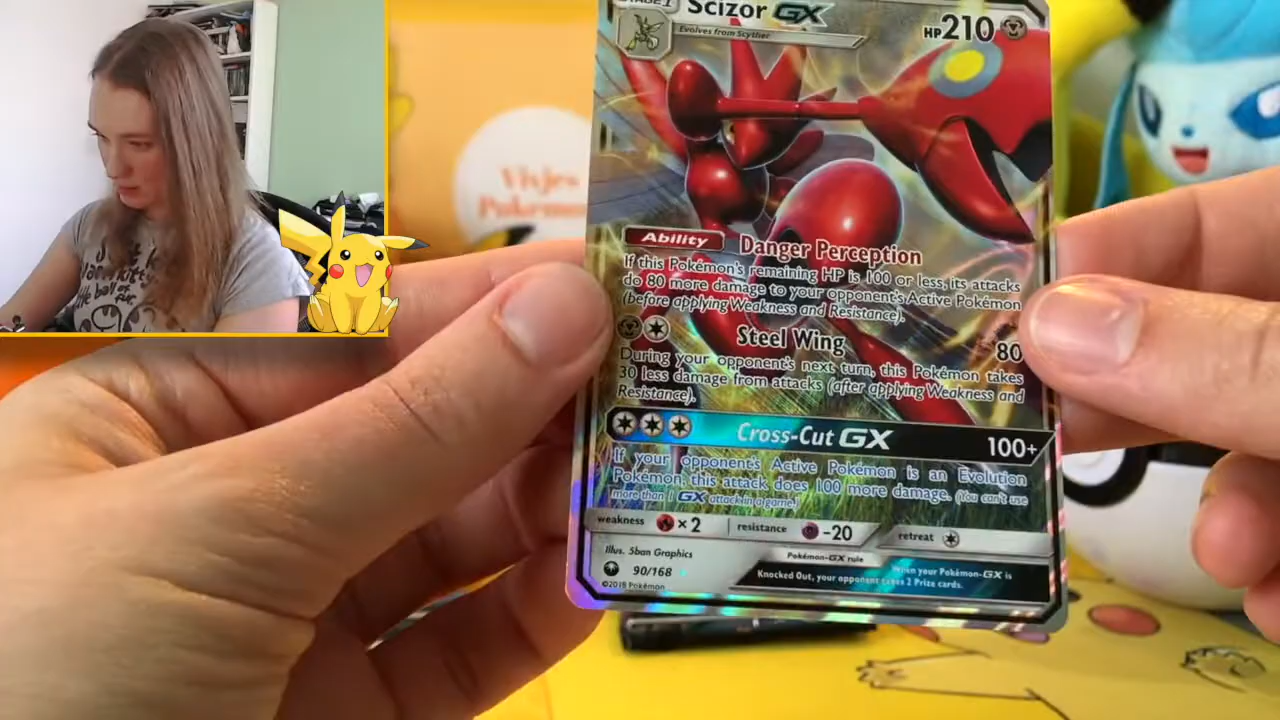 STAGE 1
Scizor GX
HP 210
Evolves from Scyther
Vivjes
Ability Danger Perception
If this Pokémon's remaining HP is 100 or less, its attacks
do 80 more damage to your opponent's Active Pokémon
(before applying Weakness and Resistance).
Steel Wing 80
During your opponent's next turn, this Pokémon takes
30 less damage from attacks (after applying Weakness and
Resistance).
Cross-Cut GX 100+
If your opponent's Active Pokémon is an Evolution
Pokémon, this attack does 100 more damage. (You can't use
more than 1 GX attack in a game.)
weakness ×2 resistance -20 retreat
Illus. 5ban Graphics
Pokémon-GX rule
When your Pokémon-GX is
Knocked Out, your opponent takes 2 Prize cards.
90/168
©2018 Pokémon